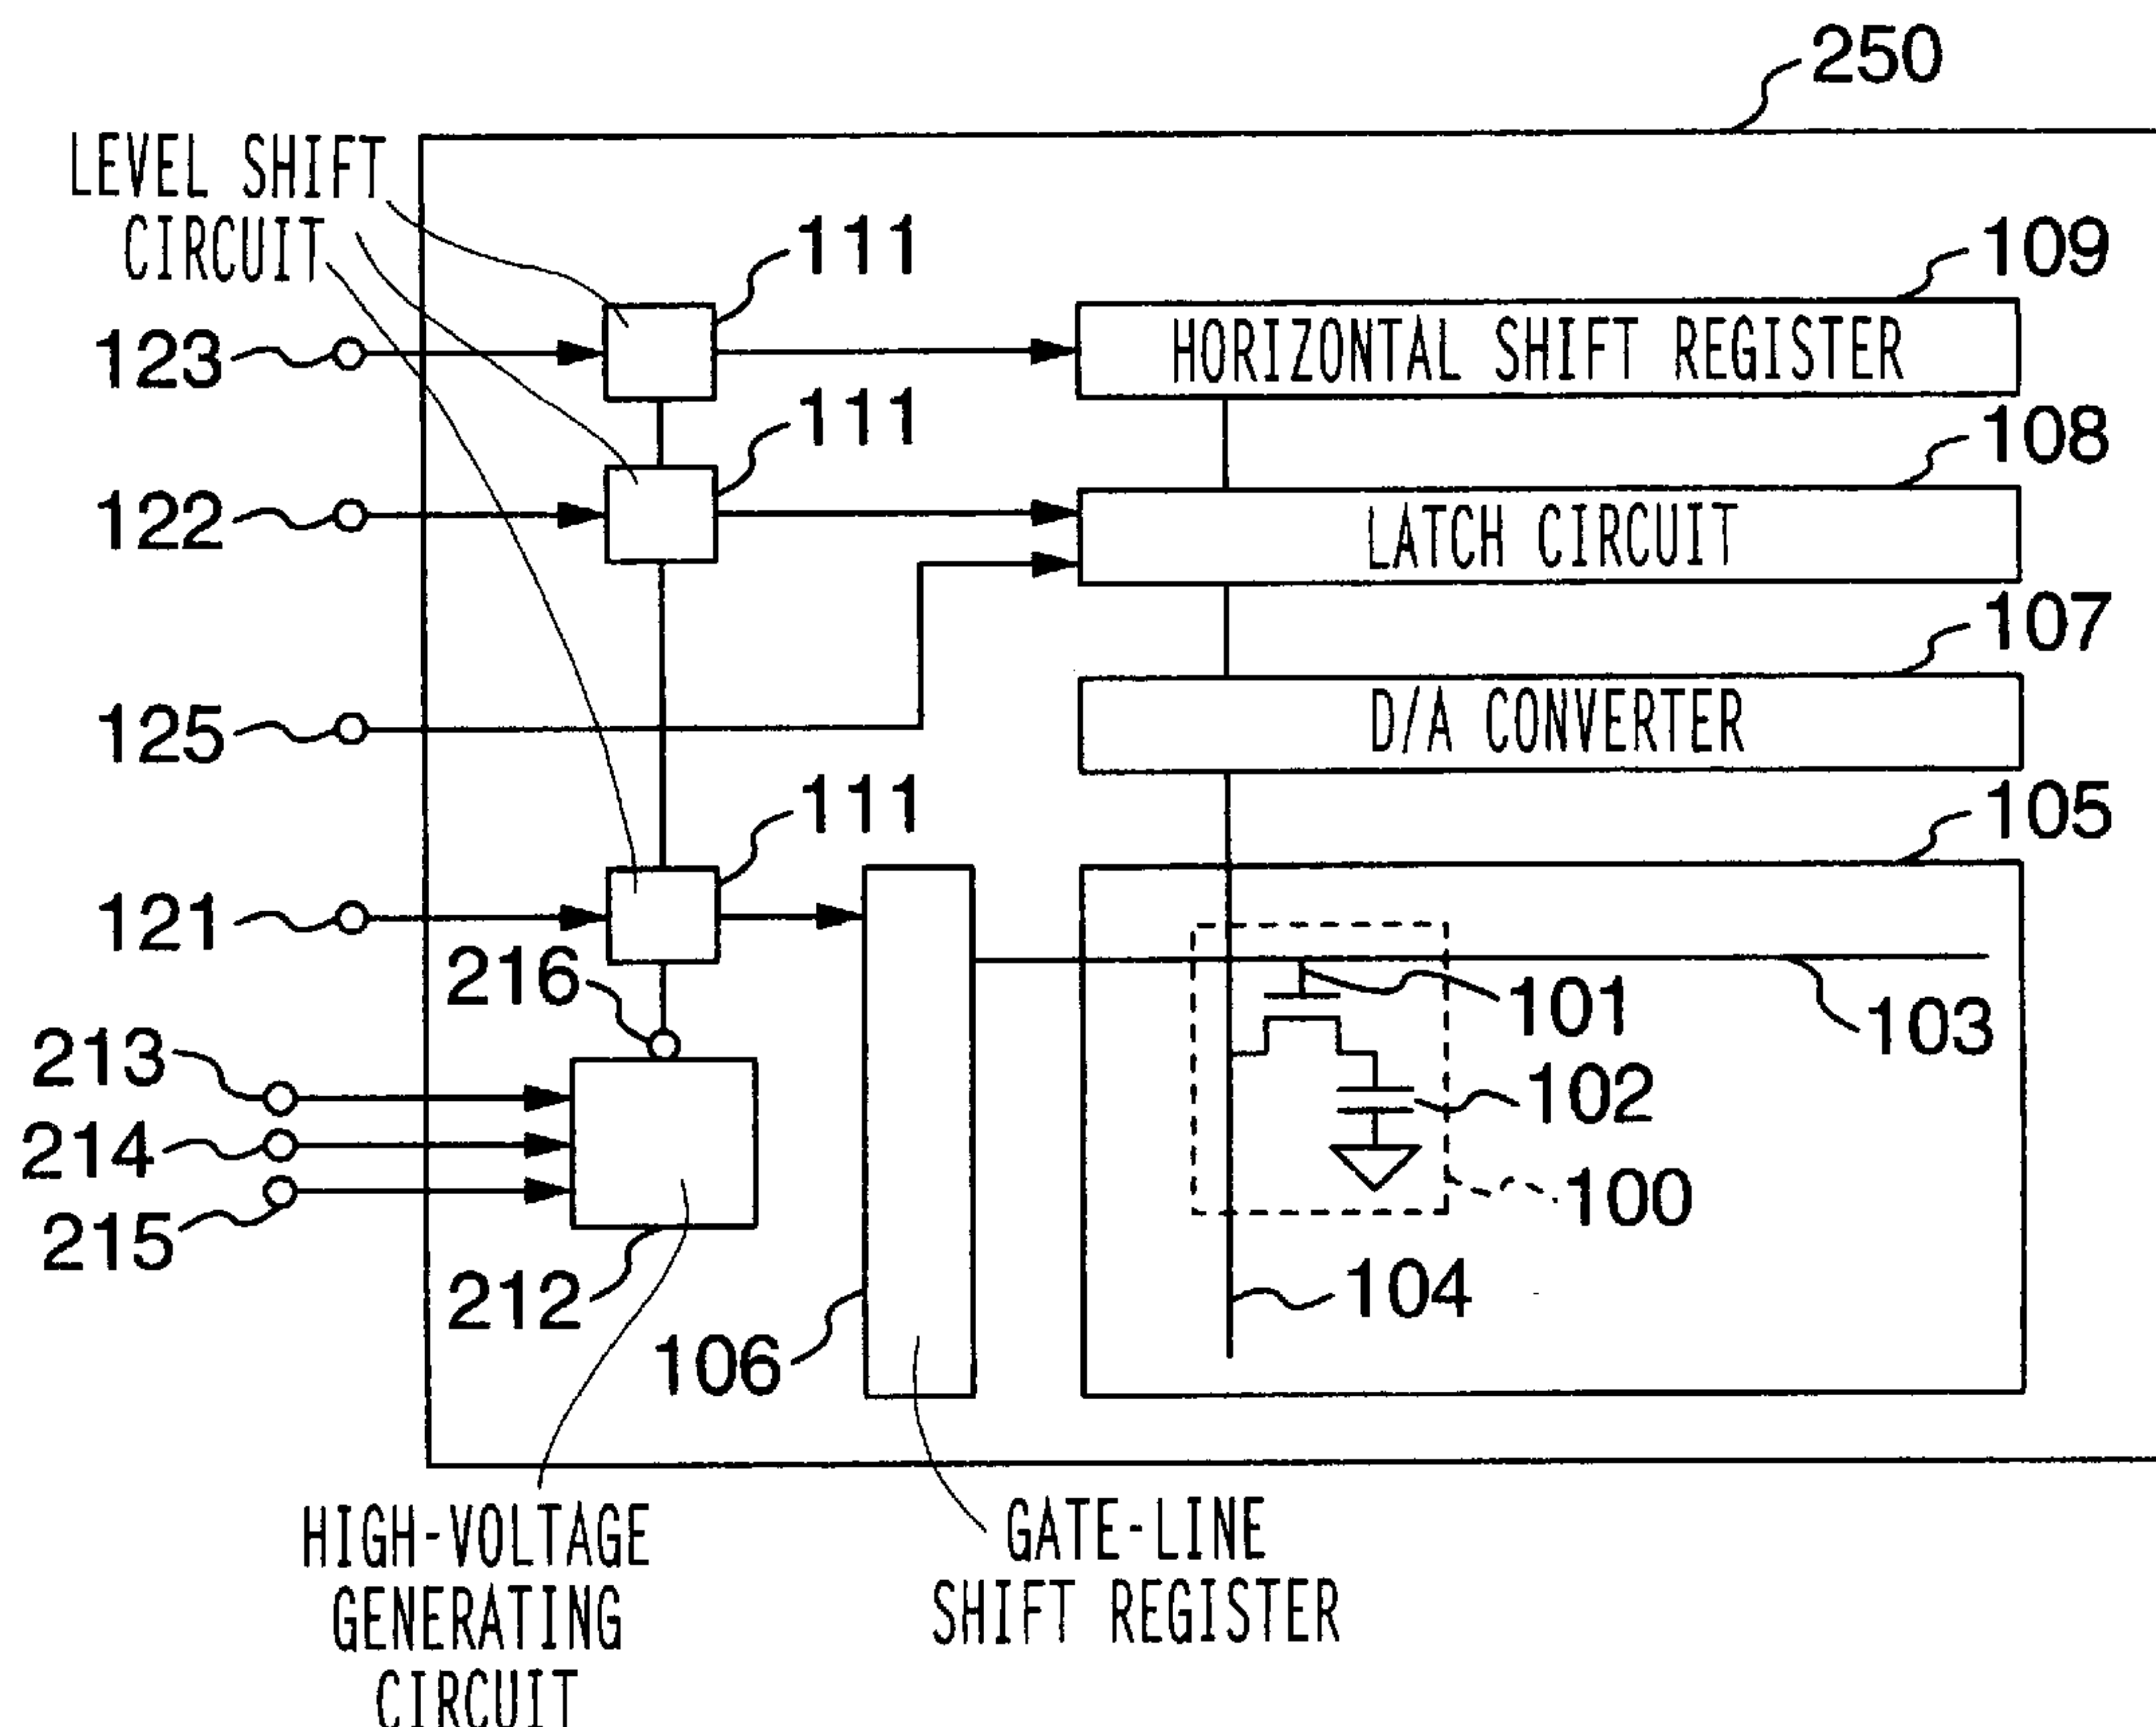 250
LEVEL SHIFT
CIRCUIT
111
109
HORIZONTAL SHIFT REGISTER
123
111
108
LATCH CIRCUIT
122
107
D/A CONVERTER
125
111
105
121
216
101
103
213
102
214
100
215
212
104
106
HIGH-VOLTAGE
GENERATING
CIRCUIT
GATE-LINE
SHIFT REGISTER